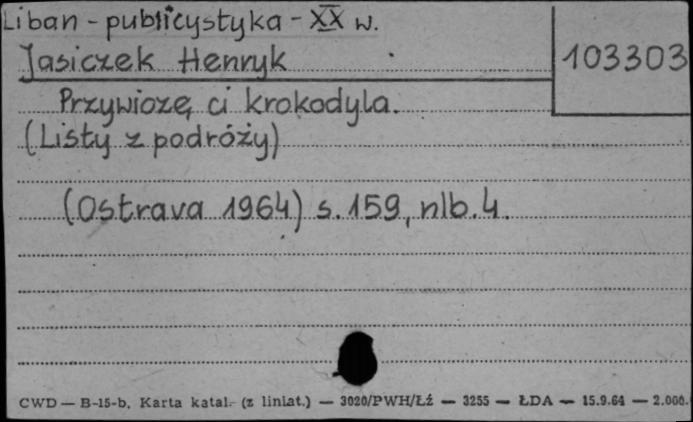 Liban - publicystyka - XX w.
Jasiczek Henryk
103303
Przywiozę ci krokodyla.
(Listy z podróży)
(Ostrava 1964) s. 159, nlb. 4.
CWD — B-15-b. Karta katal. (z liniat.) — 3020/PWH/Łź — 3255 — ŁDA — 15.9.64 — 2.000.